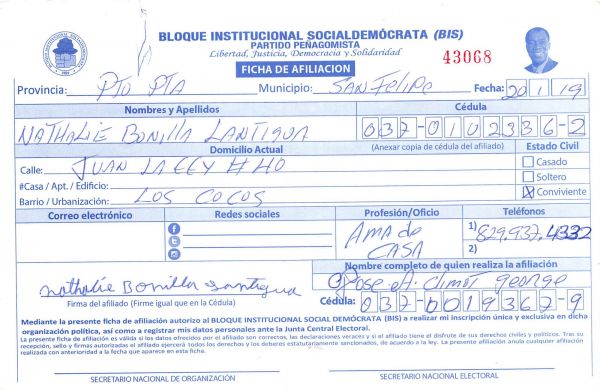 BLOQUE INSTITUCIONAL SOCIALDEMÓCRATA (BIS)
PARTIDO PEÑAGOMISTA
Libertad, Justicia, Democracia y Solidaridad
43068
FICHA DE AFILIACION
Provincia: PTO PTA Municipio: SAN Felipe Fecha: 20 1 19
Nombres y Apellidos Cédula
NATHALIE BONILLA LANTIGUA 037-0102336-2
Domicilio Actual (Anexar copia de cédula del afiliado) Estado Civil
Calle: JUAN LAFEY #40 Casado
#Casa / Apt. / Edificio: Soltero
Barrio / Urbanización: LOS COCOS X Conviviente
Correo electrónico Redes sociales Profesión/Oficio Teléfonos
AMA de CASA 1) 829.937.4332
2)
Nombre completo de quien realiza la afiliación
Nathalie Bonilla Lantigua Jose A. George
Firma del afiliado (Firme igual que en la Cédula) Cédula: 037-0019367-9
Mediante la presente ficha de afiliación autorizo al BLOQUE INSTITUCIONAL SOCIAL DEMÓCRATA (BIS) a realizar mi inscripción única y exclusiva en dicha
organización política, así como a registrar mis datos personales ante la Junta Central Electoral.
La presente ficha de afiliación es válida si los datos ofrecidos por el afiliado son correctos, las declaraciones veraces y si el afiliado tiene el disfrute de sus derechos civiles y políticos. Tras su
recepción, sello y firmas autorizadas el afiliado ejercerá todos los derechos y los deberes estatutarios sancionados, de acuerdo a la ley. La presente afiliación anula cualquier afiliación
realizada con anterioridad a la fecha que aparece en esta ficha.
SECRETARIO NACIONAL DE ORGANIZACIÓN SECRETARIO NACIONAL ELECTORAL